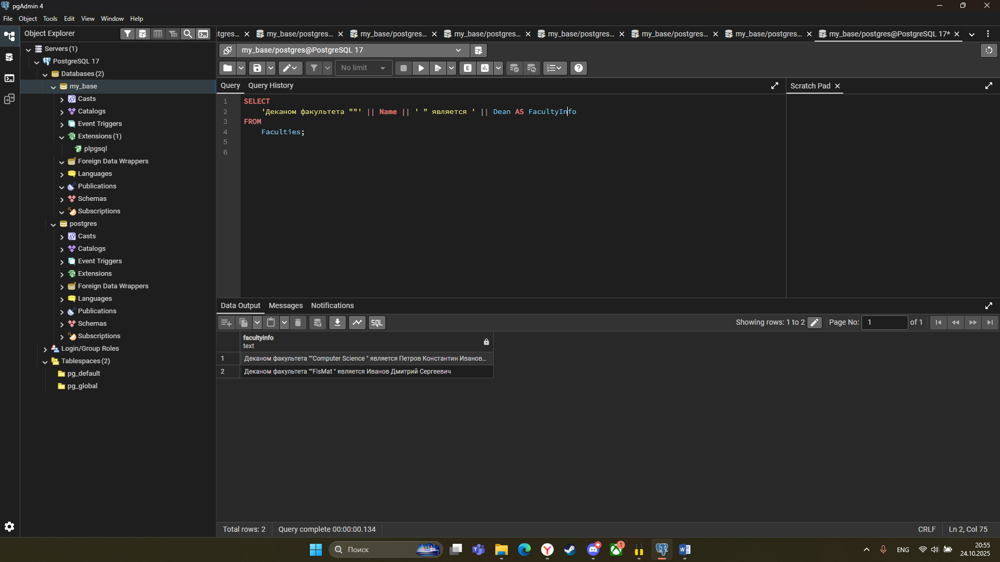 pgAdmin 4
File Object Tools Edit View Window Help
Object Explorer
Servers (1)
PostgreSQL 17
Databases (2)
my_base
Casts
Catalogs
Event Triggers
Extensions (1)
plpgsql
Foreign Data Wrappers
Languages
Publications
Schemas
Subscriptions
postgres
Casts
Catalogs
Event Triggers
Extensions
Foreign Data Wrappers
Languages
Publications
Schemas
Subscriptions
Login/Group Roles
Tablespaces (2)
pg_default
pg_global
stgres... my_base/postgres... my_base/postgres... my_base/postgres... my_base/postgres... my_base/postgres... my_base/postgres... my_base/postgres@PostgreSQL 17*
my_base/postgres@PostgreSQL 17
No limit
E
Query Query History
Scratch Pad
1 SELECT
2 'Деканом факультета ""' || Name || ' " является ' || Dean AS FacultyInfo
3 FROM
4 Faculties;
5
6
Data Output Messages Notifications
SQL
Showing rows: 1 to 2 Page No: 1 of 1
facultyinfo
text
1 Деканом факультета ""Computer Science " является Петров Константин Иванов...
2 Деканом факультета ""FisMat " является Иванов Дмитрий Сергеевич
Total rows: 2 Query complete 00:00:00.134 CRLF Ln 2, Col 75
Поиск
1
W
ENG
20:55
24.10.2025